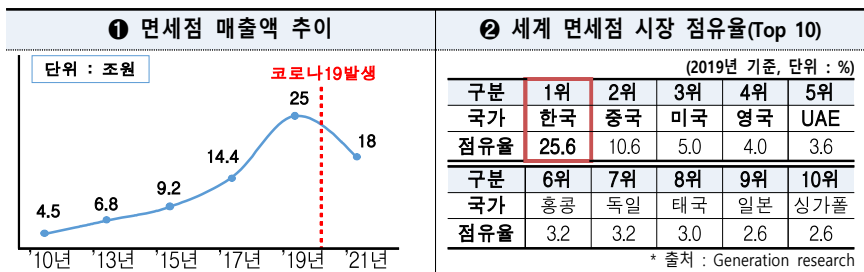 ❶ 면세점 매출액 추이
단위 : 조원
코로나19발생
4.5
6.8
9.2
14.4
25
18
'10년 '13년 '15년 '17년 '19년 '21년
❷ 세계 면세점 시장 점유율(Top 10)
(2019년 기준, 단위 : %)
구분 1위 2위 3위 4위 5위
국가 한국 중국 미국 영국 UAE
점유율 25.6 10.6 5.0 4.0 3.6
구분 6위 7위 8위 9위 10위
국가 홍콩 독일 태국 일본 싱가폴
점유율 3.2 3.2 3.0 2.6 2.6
* 출처 : Generation research